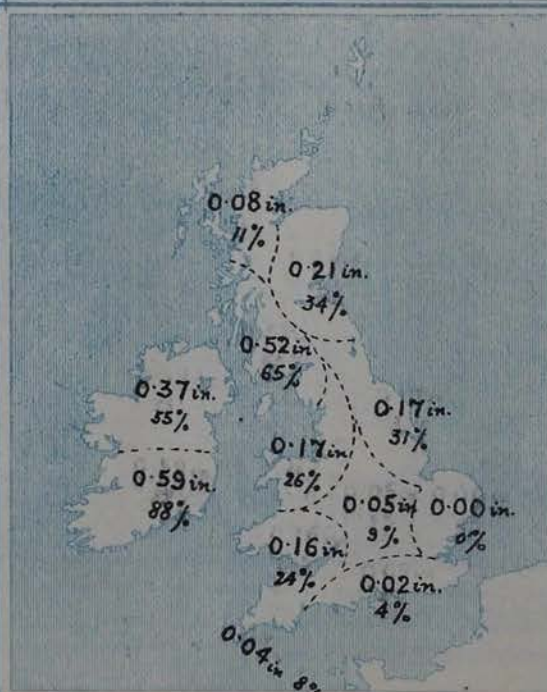 0.08 in.
11%
0.21 in.
34%
0.52 in
65%
0.37 in.
55%
0.17 in.
31%
0.17 in
26%
0.59 in.
88%
0.05 in
9%
0.00 in.
0%
0.16 in
24%
0.02 in.
4%
0.04 in 8%